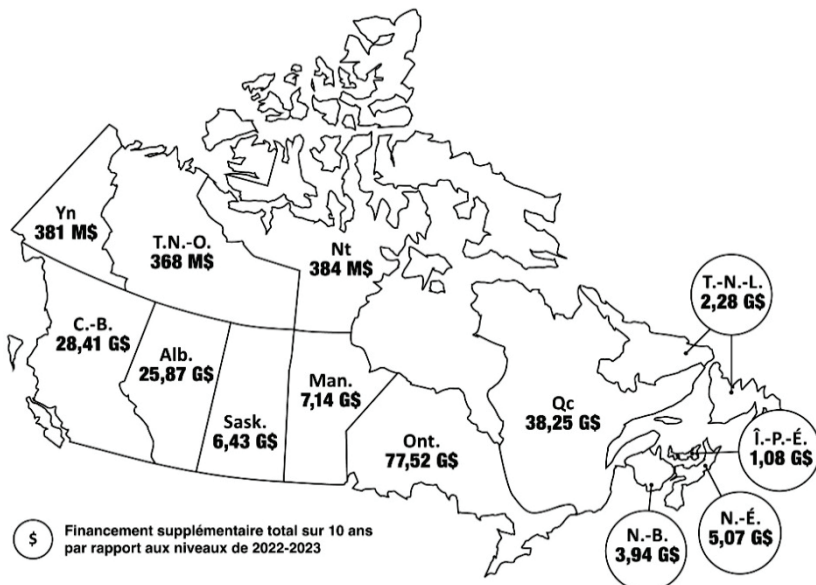 Yn
381 M$
T.N.-O.
368 M$
Nt
384 M$
T.-N.-L.
2,28 G$
C.-B.
28,41 G$
Alb.
25,87 G$
Sask.
6,43 G$
Man.
7,14 G$
Ont.
77,52 G$
Qc
38,25 G$
Î.-P.-É.
1,08 G$
N.-É.
5,07 G$
N.-B.
3,94 G$
$
Financement supplémentaire total sur 10 ans
par rapport aux niveaux de 2022-2023